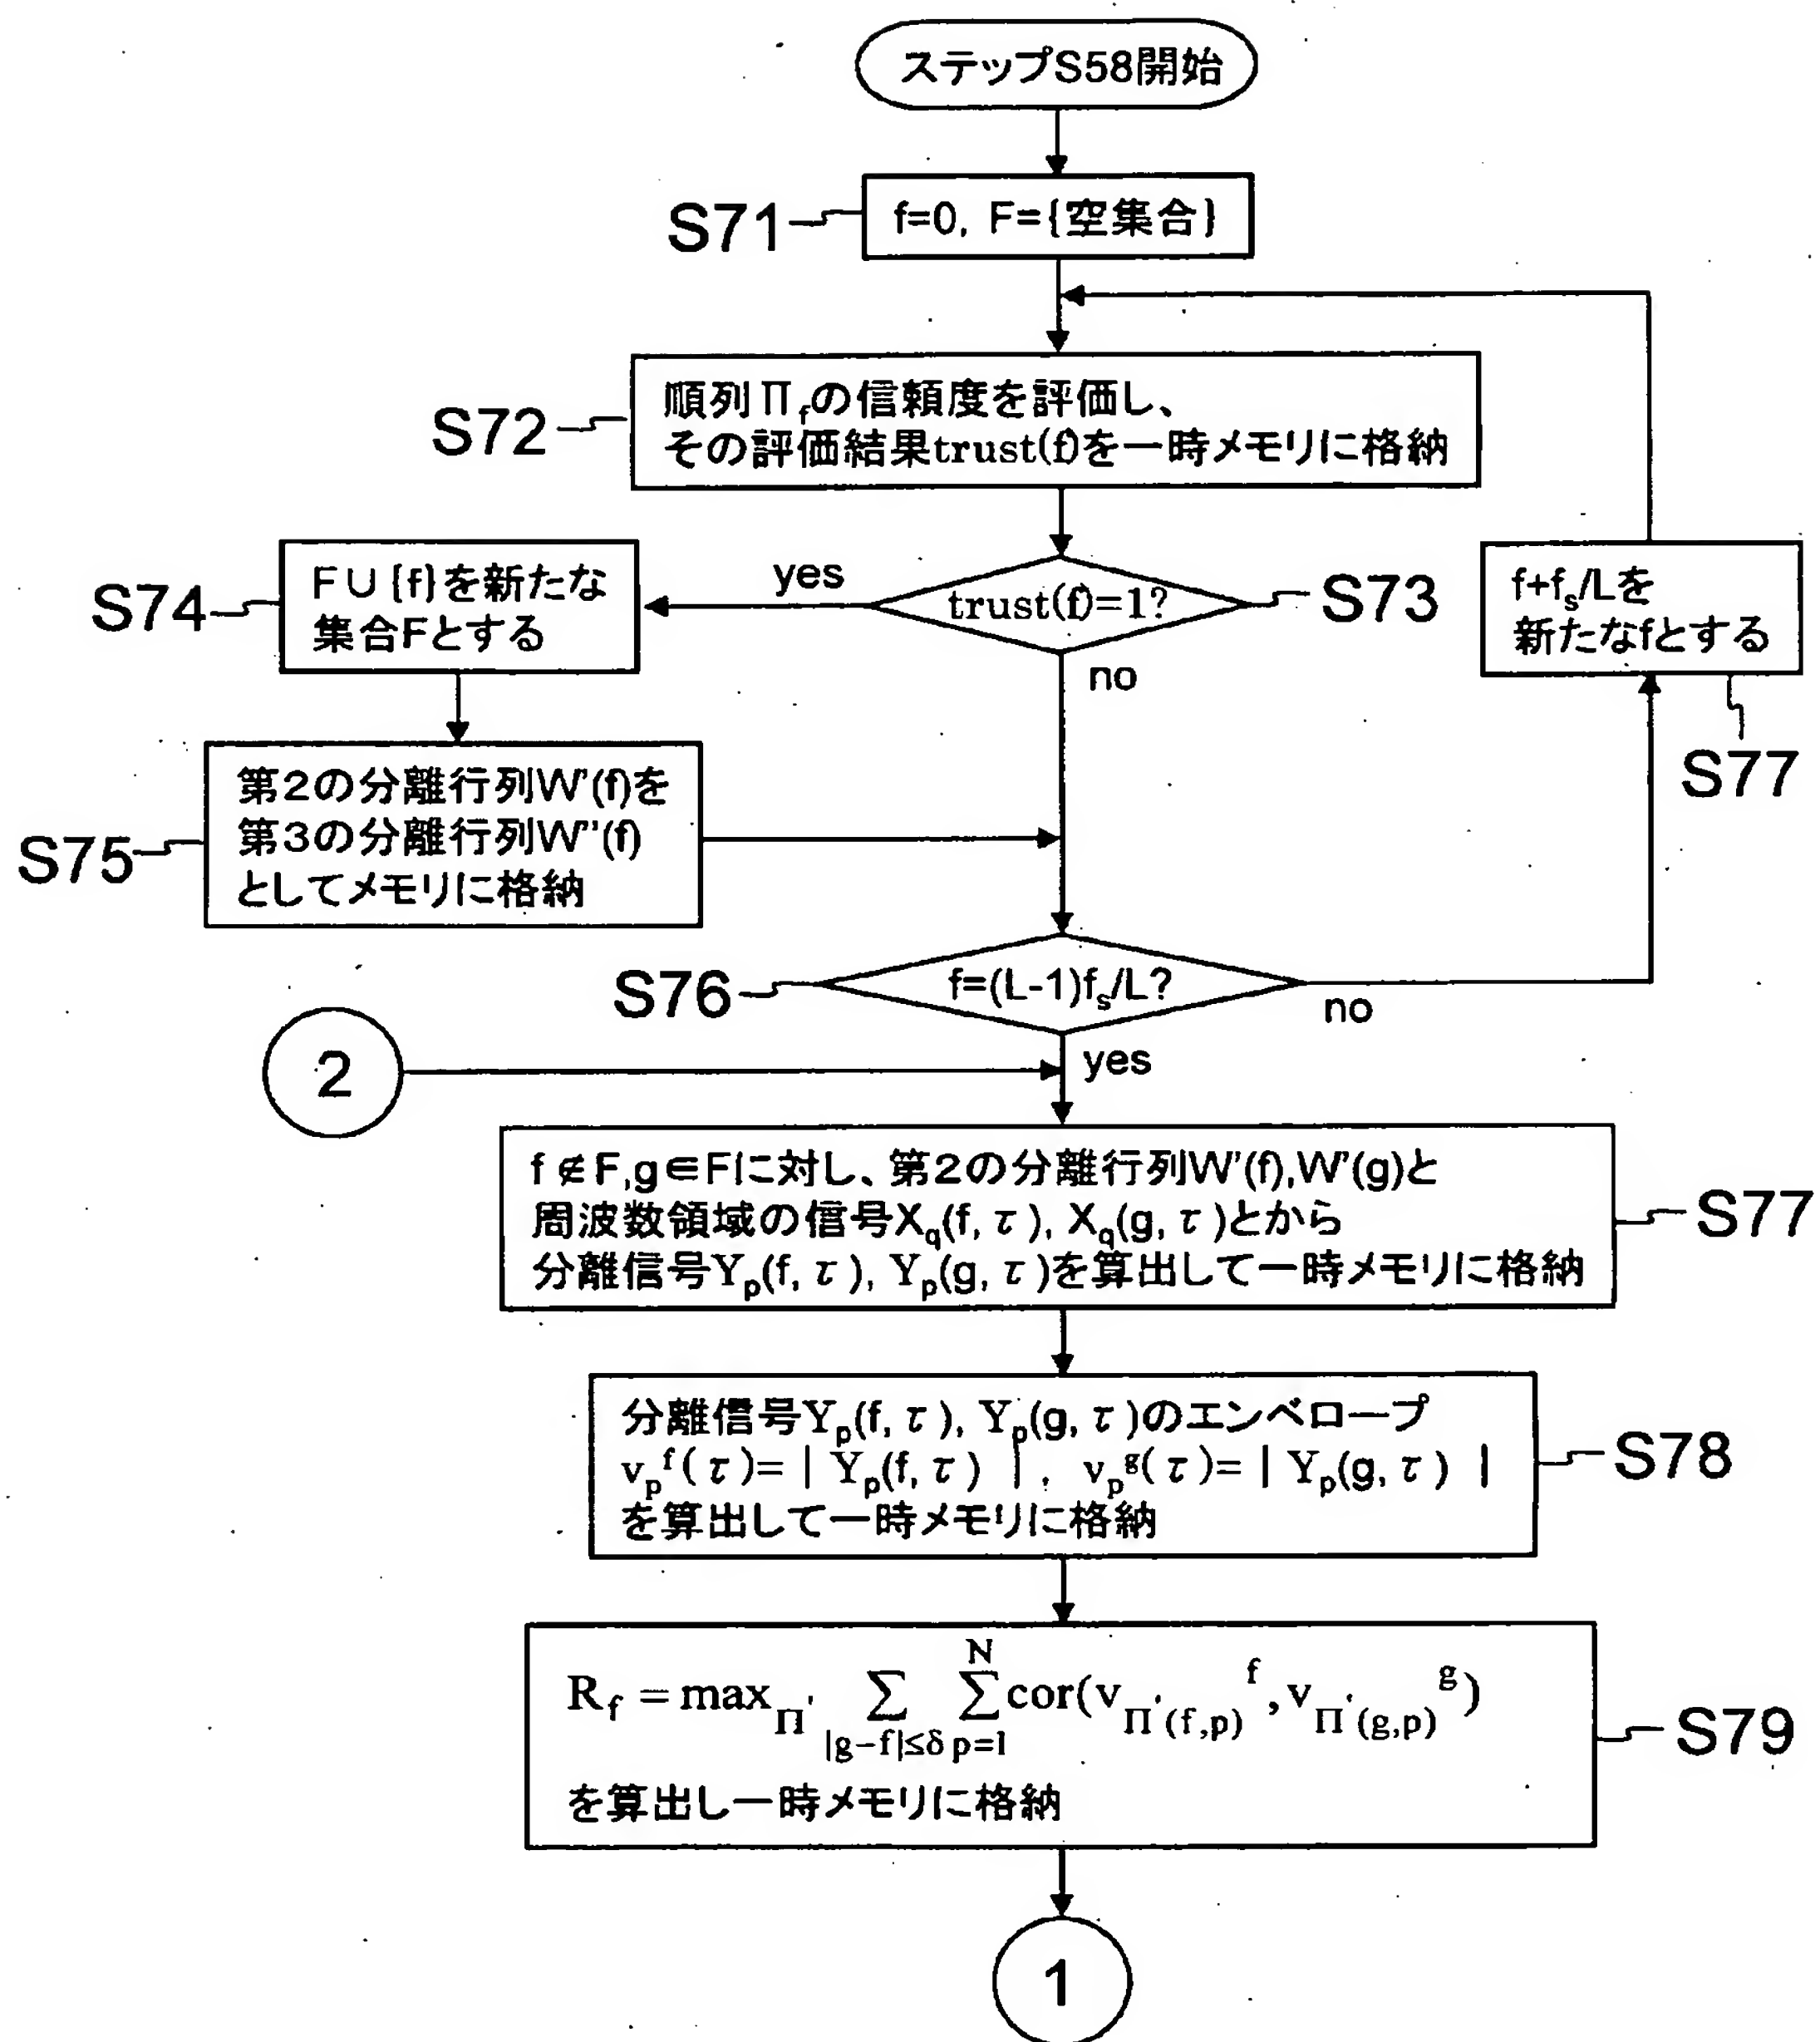 ステップS58開始
S71
f=0, F={空集合}
S72
順列Π_fの信頼度を評価し、
その評価結果trust(f)を一時メモリに格納
S74
F∪{f}を新たな
集合Fとする
yes
trust(f)=1?
S73
no
f+f_s/Lを
新たなfとする
S77
S75
第2の分離行列W'(f)を
第3の分離行列W''(f)
としてメモリに格納
S76
f=(L-1)f_s/L?
no
yes
2
f∉F,g∈Fに対し、第2の分離行列W'(f),W'(g)と
周波数領域の信号X_q(f, τ), X_q(g, τ)とから
分離信号Y_p(f, τ), Y_p(g, τ)を算出して一時メモリに格納
S77
分離信号Y_p(f, τ), Y_p(g, τ)のエンベロープ
v_p^f(τ)=|Y_p(f, τ)|, v_p^g(τ)=|Y_p(g, τ)|
を算出して一時メモリに格納
S78
R_f = max_Π' Σ_{|g-f|≤δ} Σ_{p=1}^N cor(v_{Π'(f,p)}^f, v_{Π'(g,p)}^g)
を算出し一時メモリに格納
S79
1